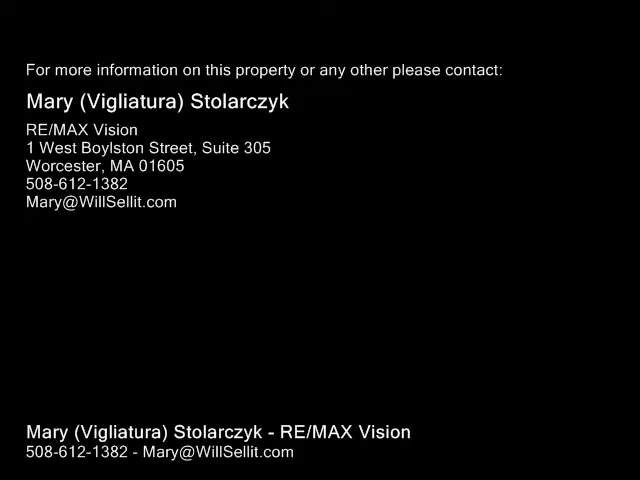 For more information on this property or any other please contact:
Mary (Vigliatura) Stolarczyk
RE/MAX Vision
1 West Boylston Street, Suite 305
Worcester, MA 01605
508-612-1382
Mary@WillSellit.com
Mary (Vigliatura) Stolarczyk - RE/MAX Vision
508-612-1382 - Mary@WillSellit.com